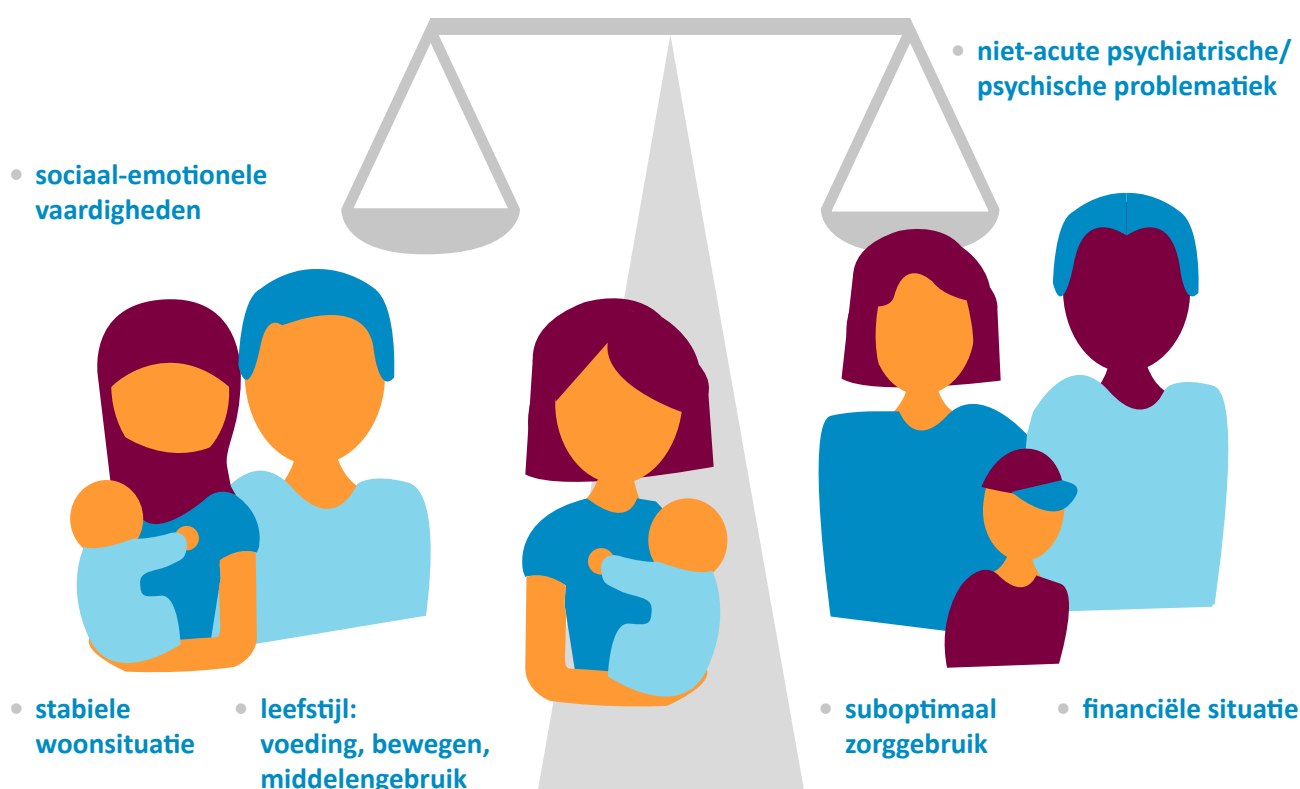 niet-acute psychiatrische/
psychische problematiek
sociaal-emotionele
vaardigheden
stabiele
woonsituatie
leefstijl:
voeding, bewegen,
middelengebruik
suboptimaal
zorggebruik
financiële situatie